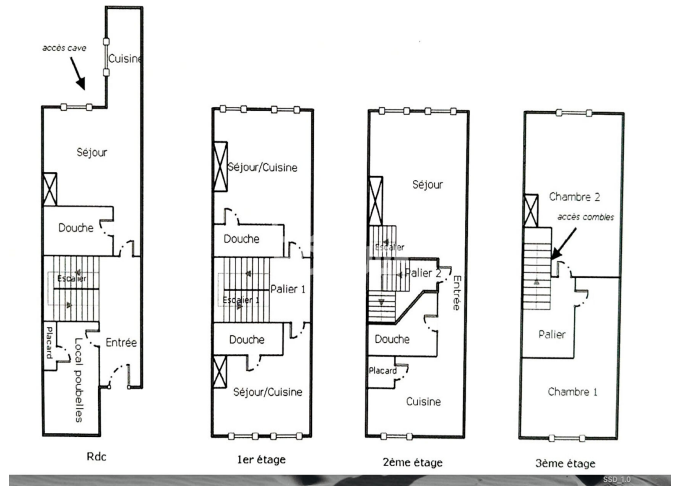 accès cave
Cuisine
Séjour
Douche
Escalier
Placard
Local poubelles
Entrée
Rdc
Séjour/Cuisine
Douche
Palier 1
Escalier 1
Douche
Séjour/Cuisine
1er étage
Séjour
Escalier
Palier 2
Entrée
Douche
Placard
Cuisine
2ème étage
Chambre 2
accès combles
Palier
Chambre 1
3ème étage
SSD_1.0